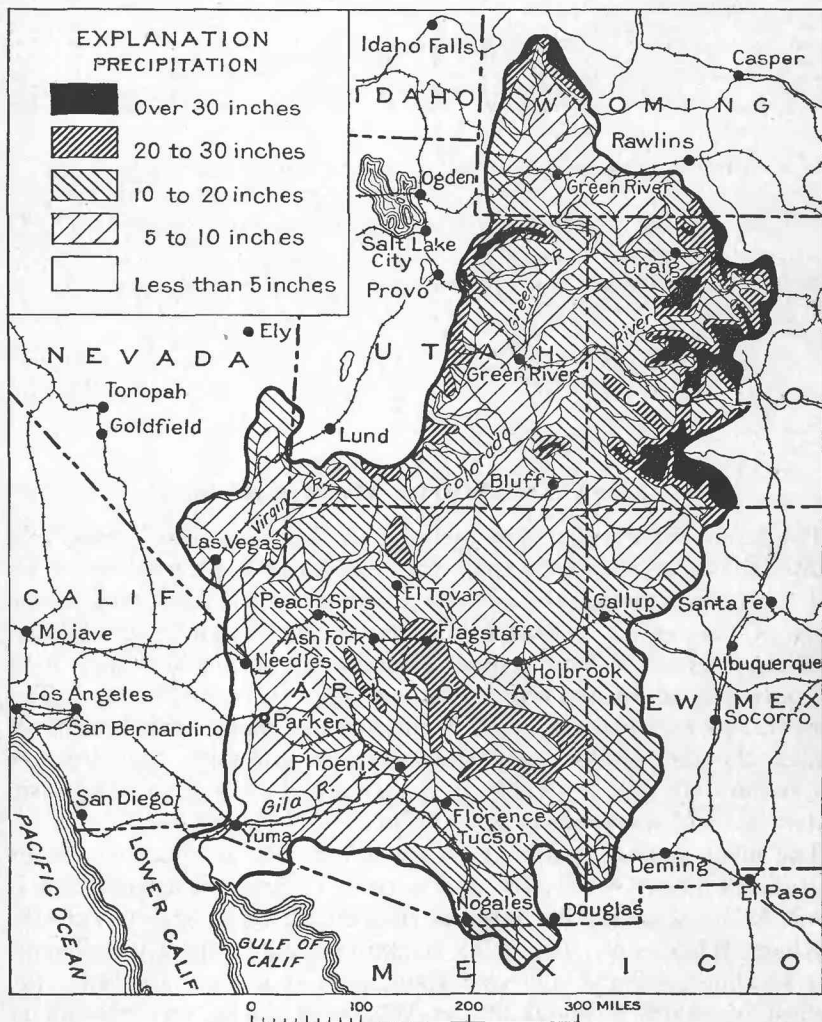 EXPLANATION
PRECIPITATION
Over 30 inches
20 to 30 inches
10 to 20 inches
5 to 10 inches
Less than 5 inches
Idaho Falls
Casper
IDAHO
WYOMING
Rawlins
Ogden
Green River
Salt Lake
City
Craig
Provo
Green R.
Ely
River
NEVADA
UTAH
Green River
COLO
Tonopah
Goldfield
Lund
Colorado
Bluff
Virgin R.
Las Vegas
CALIF
El Tovar
Peach Sprs
Gallup
Santa Fe
Mojave
Ash Fork
Flagstaff
Needles
Holbrook
Albuquerque
ARIZONA
NEW MEX
Los Angeles
San Bernardino
Parker
Socorro
Phoenix
San Diego
Gila R.
Florence
Yuma
Tucson
Deming
El Paso
PACIFIC OCEAN
LOWER CALIF
Nogales
Douglas
GULF OF
CALIF
MEXICO
0 100 200 300 MILES